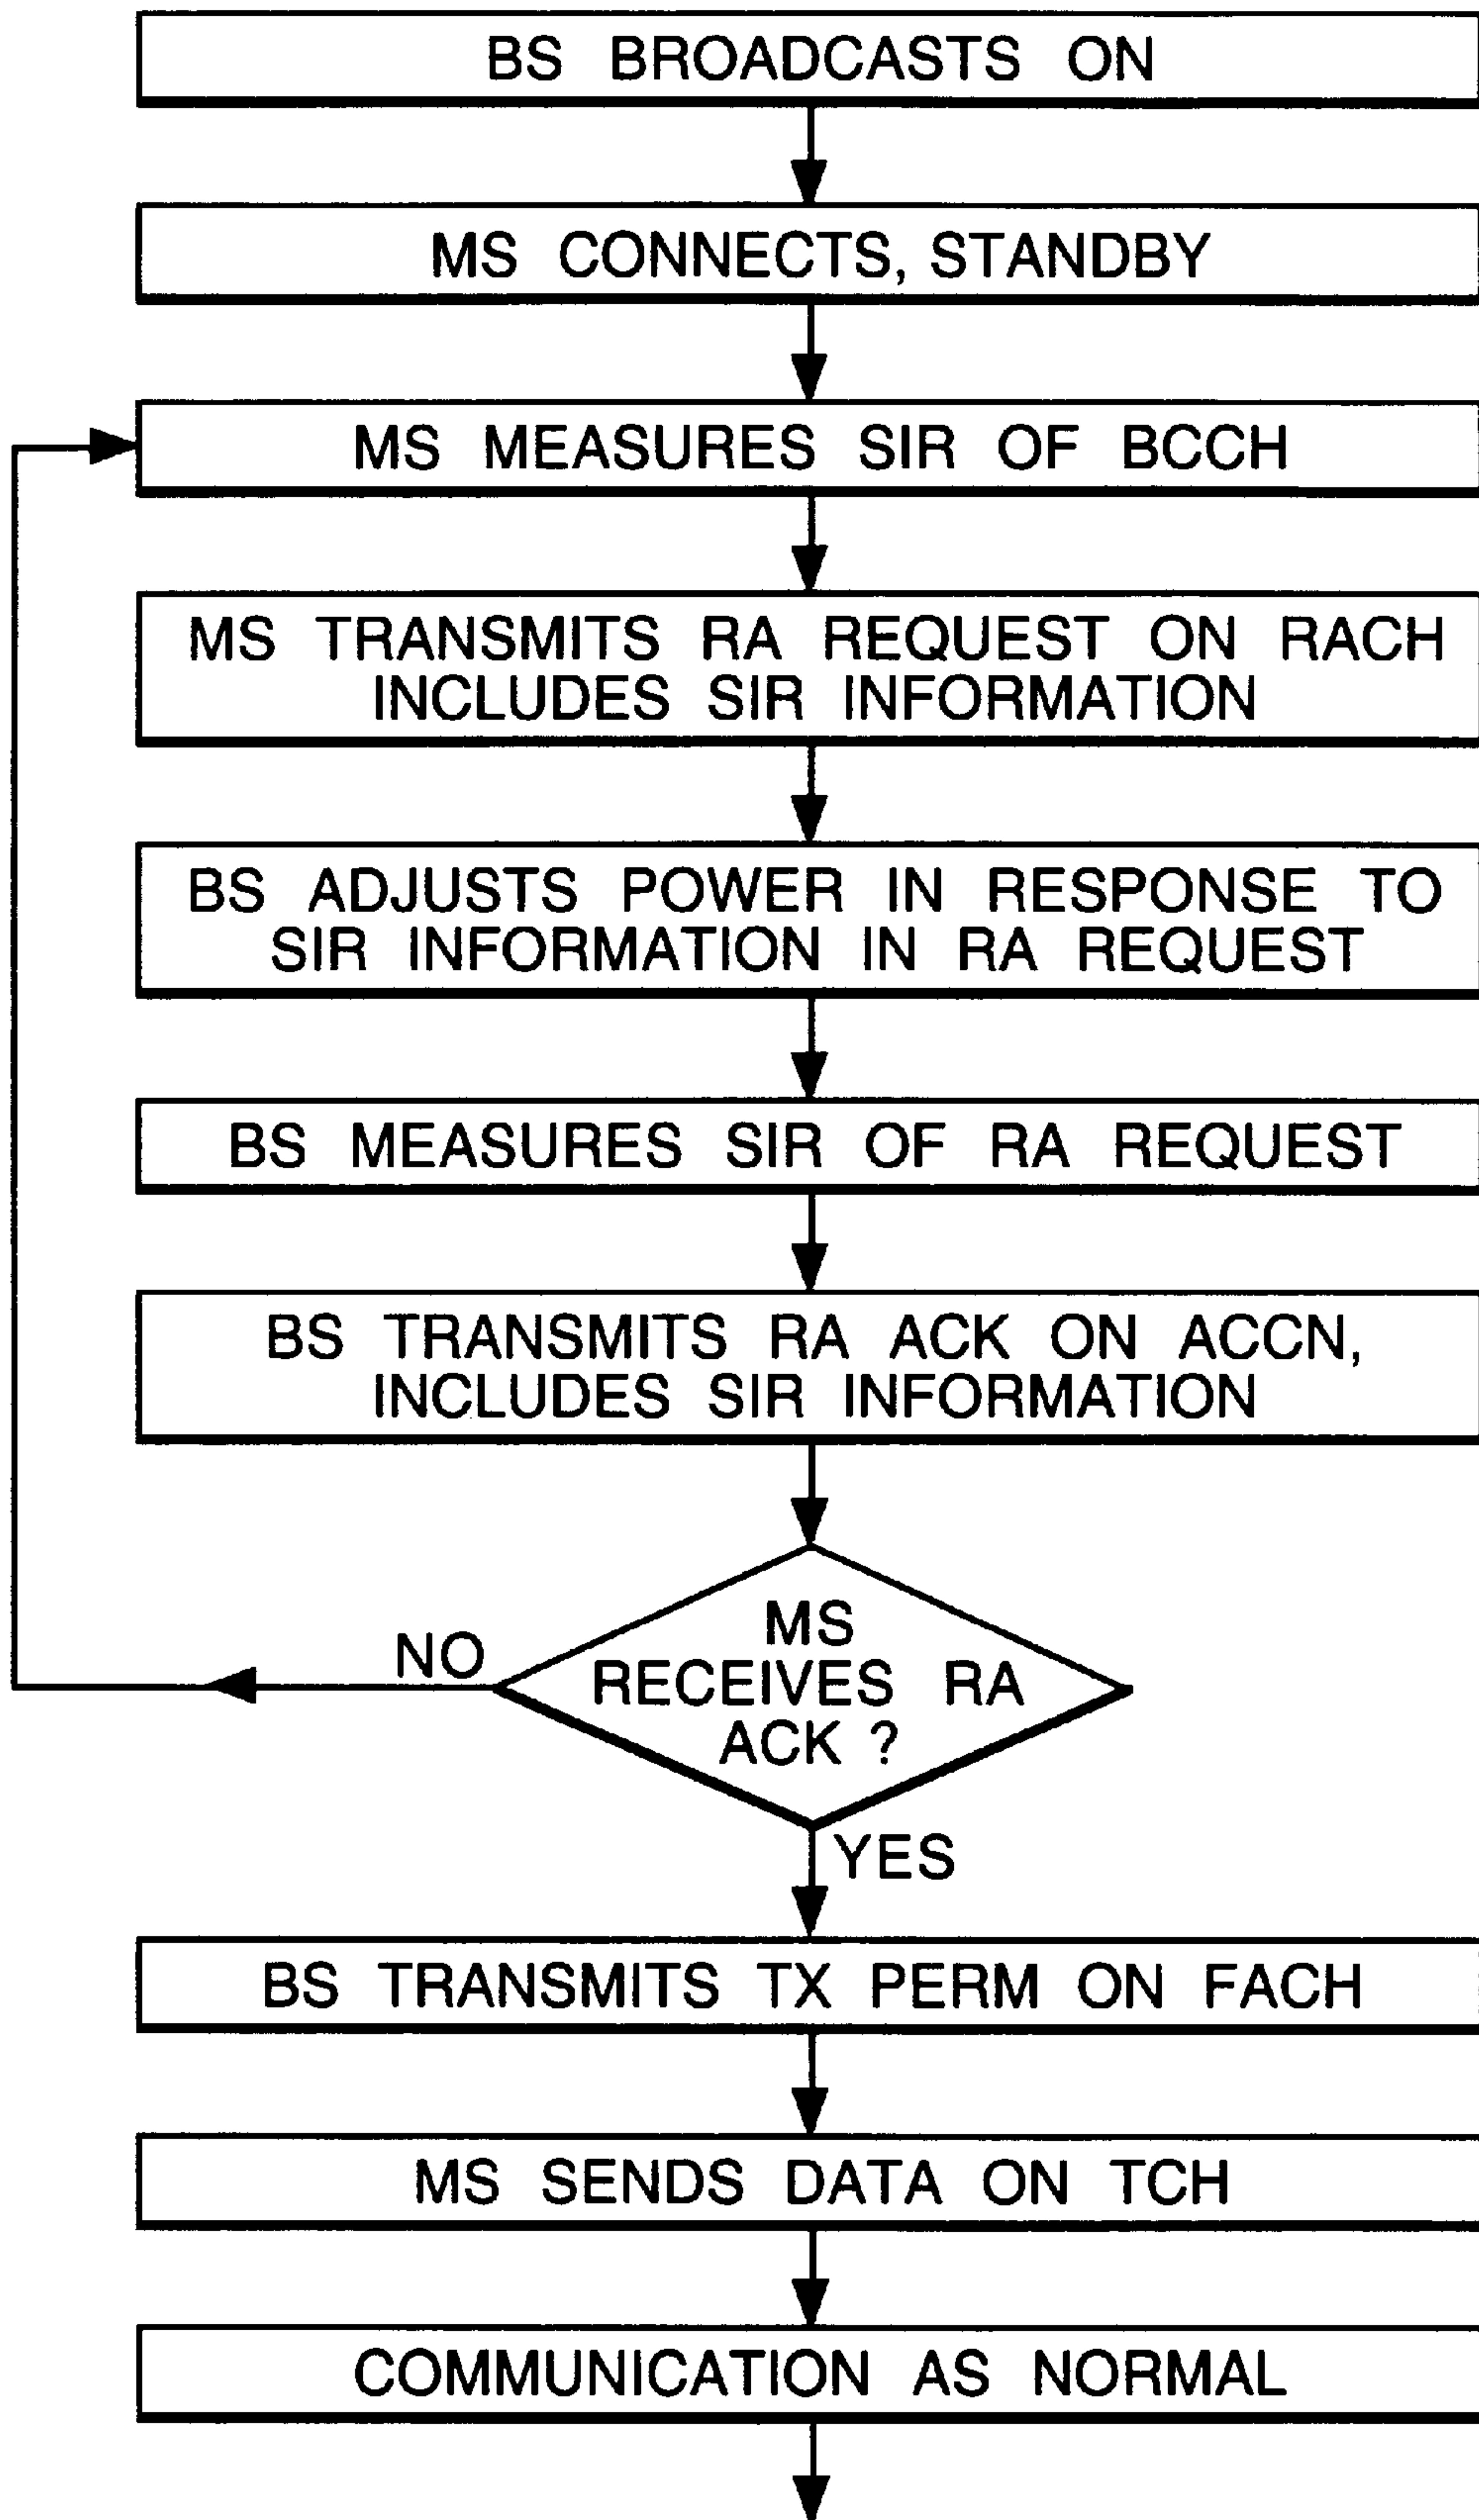 BS BROADCASTS ON
MS CONNECTS, STANDBY
MS MEASURES SIR OF BCCH
MS TRANSMITS RA REQUEST ON RACH
INCLUDES SIR INFORMATION
BS ADJUSTS POWER IN RESPONSE TO
SIR INFORMATION IN RA REQUEST
BS MEASURES SIR OF RA REQUEST
BS TRANSMITS RA ACK ON ACCN,
INCLUDES SIR INFORMATION
MS
RECEIVES RA
ACK ?
NO
YES
BS TRANSMITS TX PERM ON FACH
MS SENDS DATA ON TCH
COMMUNICATION AS NORMAL